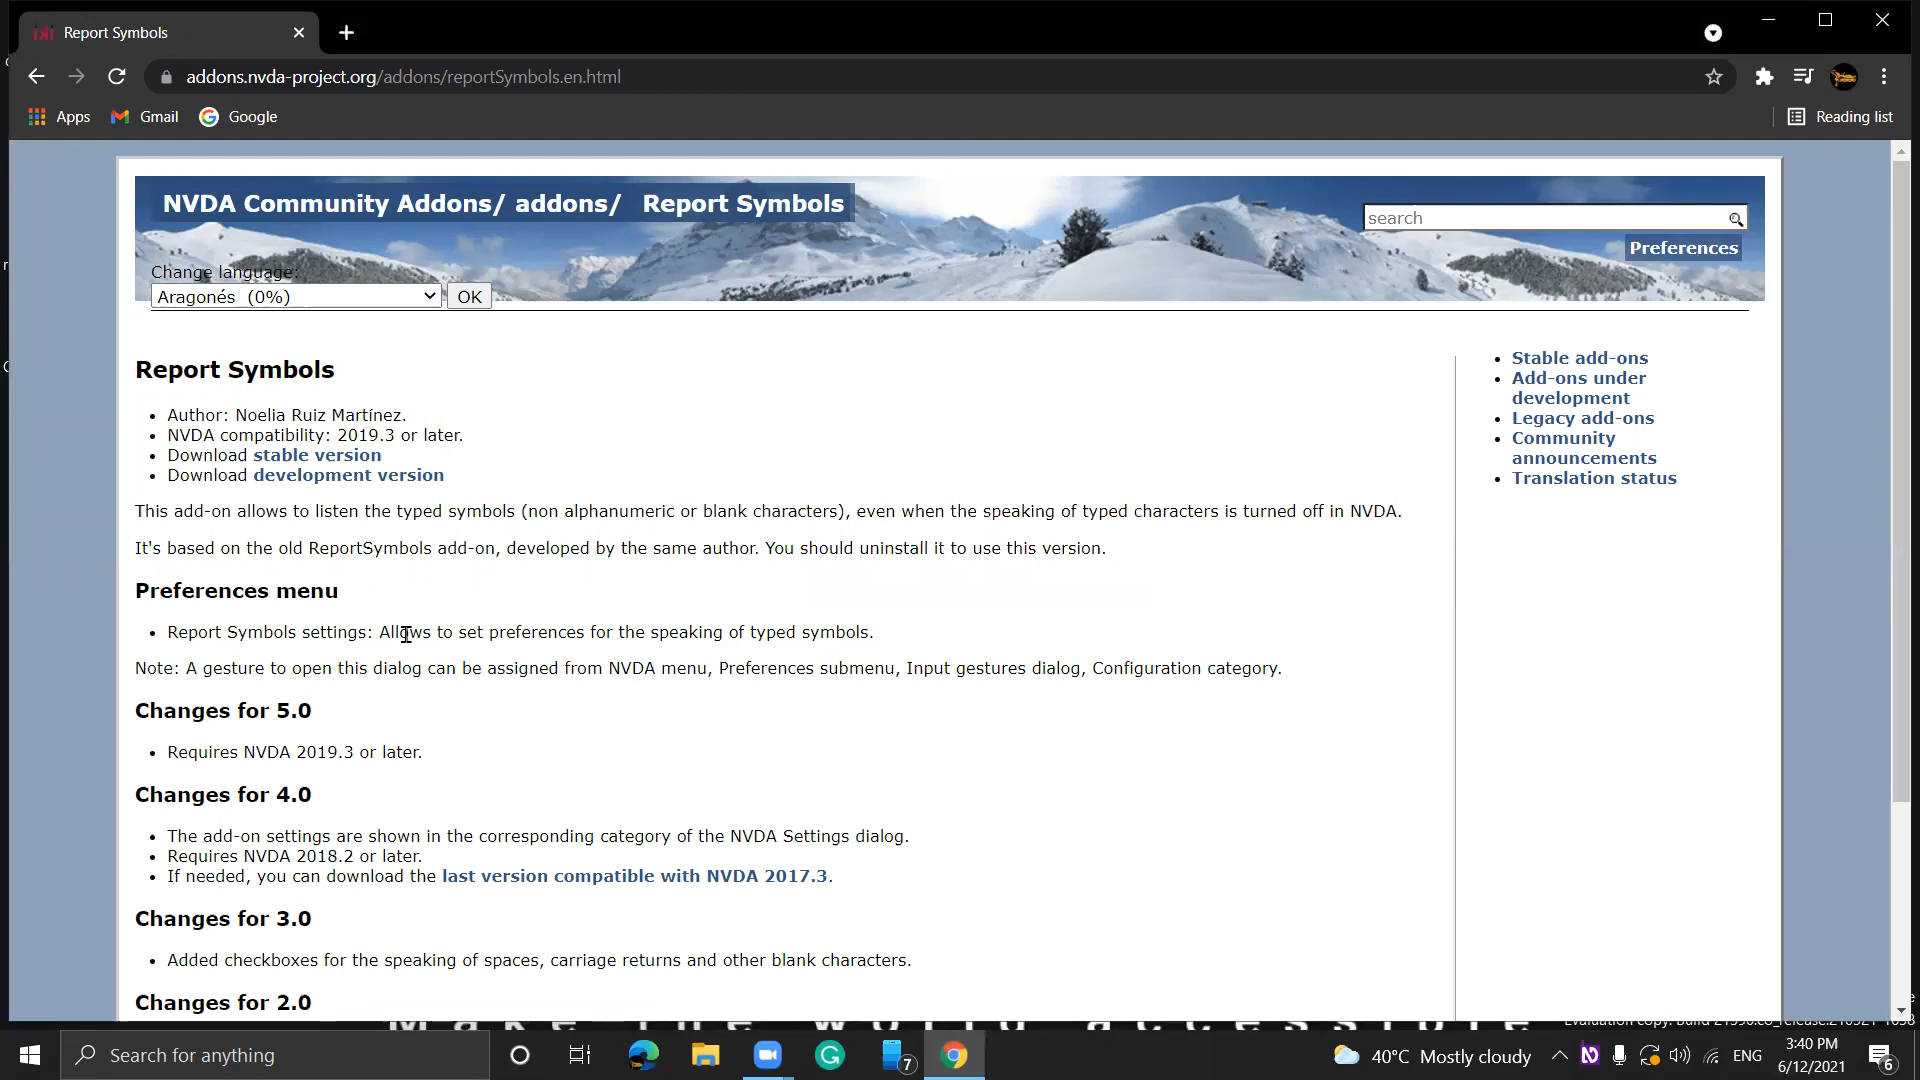 Report Symbols
addons.nvda-project.org/addons/reportSymbols.en.html
Apps
Gmail
Google
Reading list
NVDA Community Addons/ addons/ Report Symbols
search
Preferences
Change language:
Aragonés (0%)
OK
Report Symbols
• Author: Noelia Ruiz Martínez.
• NVDA compatibility: 2019.3 or later.
• Download stable version
• Download development version
This add-on allows to listen the typed symbols (non alphanumeric or blank characters), even when the speaking of typed characters is turned off in NVDA.
It's based on the old ReportSymbols add-on, developed by the same author. You should uninstall it to use this version.
Preferences menu
• Report Symbols settings: Allows to set preferences for the speaking of typed symbols.
Note: A gesture to open this dialog can be assigned from NVDA menu, Preferences submenu, Input gestures dialog, Configuration category.
Changes for 5.0
• Requires NVDA 2019.3 or later.
Changes for 4.0
• The add-on settings are shown in the corresponding category of the NVDA Settings dialog.
• Requires NVDA 2018.2 or later.
• If needed, you can download the last version compatible with NVDA 2017.3.
Changes for 3.0
• Added checkboxes for the speaking of spaces, carriage returns and other blank characters.
Changes for 2.0
• Stable add-ons
• Add-ons under
development
• Legacy add-ons
• Community
announcements
• Translation status
Make the world accessible
Search for anything
7
40°C Mostly cloudy
ENG
3:40 PM
6/12/2021
6